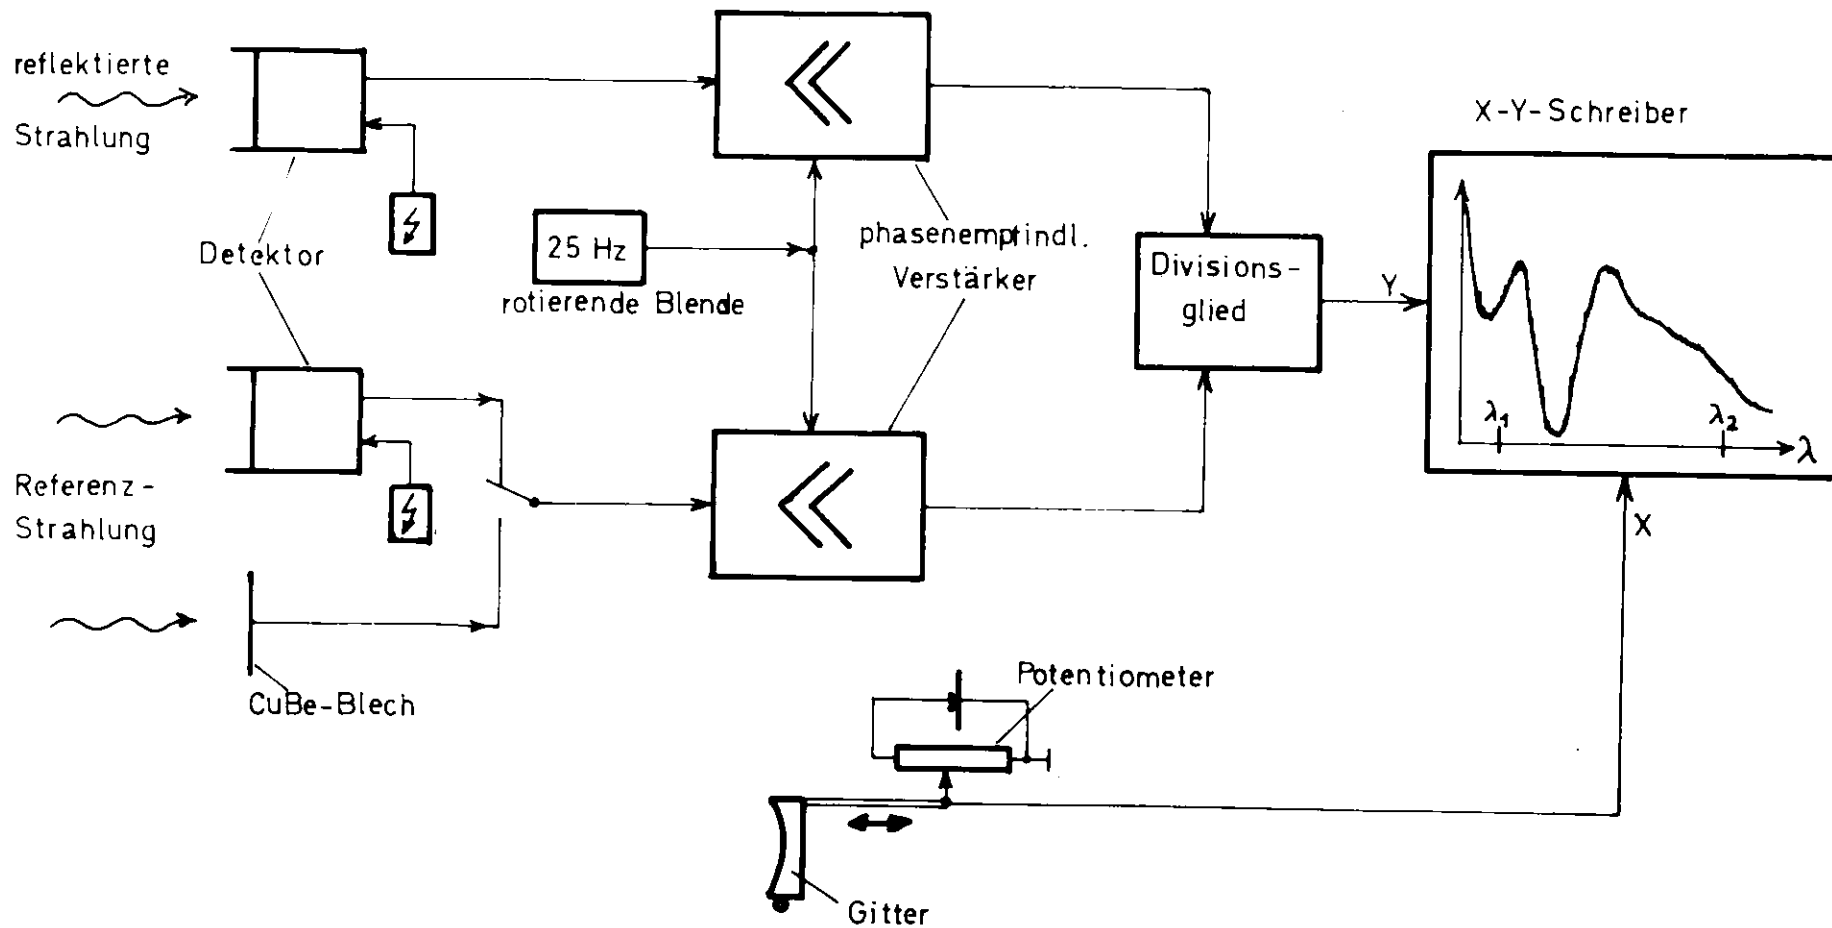 reflektierte
Strahlung
Detektor
25 Hz
rotierende Blende
phasenempfindl.
Verstärker
Divisions-
glied
Y
X-Y-Schreiber
λ1
λ2
λ
X
Referenz-
Strahlung
CuBe-Blech
Potentiometer
Gitter